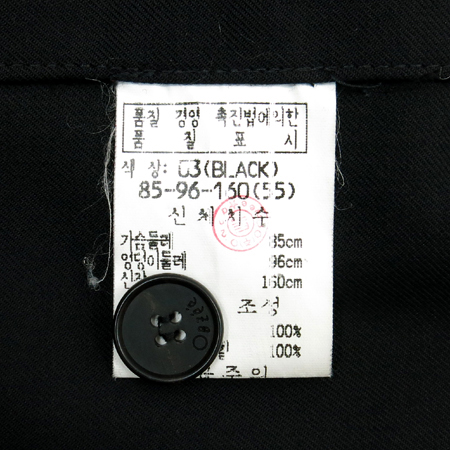 품질 경영 촉진법에의한
품 질 표 시
색 상: 03(BLACK)
85-96-160(55)
신 체 치 수
가슴둘레 85cm
엉덩이둘레 96cm
신장 160cm
조성
100%
100%
주의